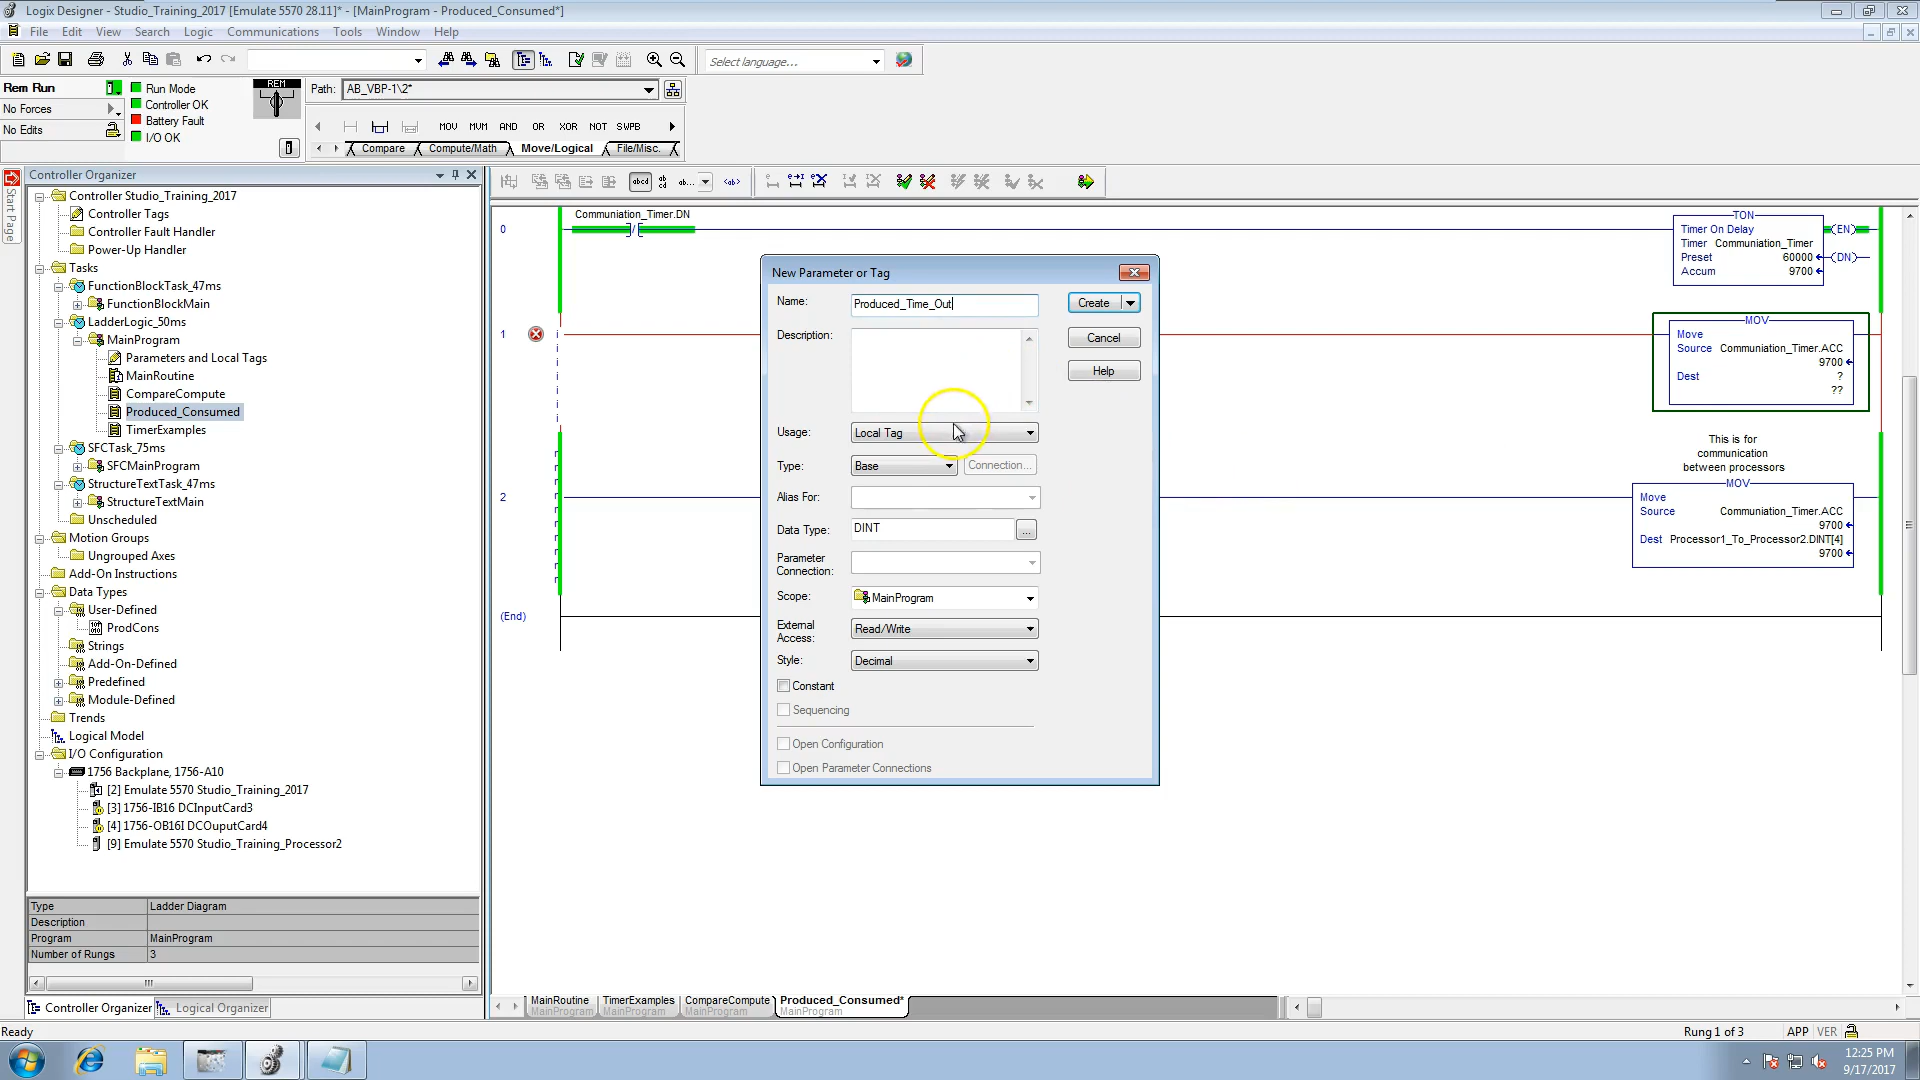 Logix Designer - Studio_Training_2017 [Emulate 5570 28.11]* - [MainProgram - Produced_Consumed*]
File Edit View Search Logic Communications Tools Window Help
Select language...
Rem Run
No Forces
No Edits
Run Mode
Controller OK
Battery Fault
I/O OK
REM
Path: AB_VBP-1\2*
MOV MVM AND OR XOR NOT SWPB
Compare Compute/Math Move/Logical File/Misc.
Start Page
Controller Organizer
Controller Studio_Training_2017
Controller Tags
Controller Fault Handler
Power-Up Handler
Tasks
FunctionBlockTask_47ms
FunctionBlockMain
LadderLogic_50ms
MainProgram
Parameters and Local Tags
MainRoutine
CompareCompute
Produced_Consumed
TimerExamples
SFCTask_75ms
SFCMainProgram
StructureTextTask_47ms
StructureTextMain
Unscheduled
Motion Groups
Ungrouped Axes
Add-On Instructions
Data Types
User-Defined
ProdCons
Strings
Add-On-Defined
Predefined
Module-Defined
Trends
Logical Model
I/O Configuration
1756 Backplane, 1756-A10
[2] Emulate 5570 Studio_Training_2017
[3] 1756-IB16 DCInputCard3
[4] 1756-OB16I DCOuputCard4
[9] Emulate 5570 Studio_Training_Processor2
Type Ladder Diagram
Description
Program MainProgram
Number of Rungs 3
Controller Organizer Logical Organizer
abcd ab cd ab... <ab>
0
Communiation_Timer.DN
TON
Timer On Delay
Timer Communiation_Timer
Preset 60000
Accum 9700
(EN)
(DN)
1
i
i
i
i
i
i
MOV
Move
Source Communiation_Timer.ACC
9700
Dest ?
??
This is for
communication
between processors
2
MOV
Move
Source Communiation_Timer.ACC
9700
Dest Processor1_To_Processor2.DINT[4]
9700
(End)
New Parameter or Tag
Name: Produced_Time_Out
Create
Description:
Cancel
Help
Usage: Local Tag
Type: Base
Connection...
Alias For:
Data Type: DINT
...
Parameter
Connection:
Scope: MainProgram
External
Access:
Read/Write
Style: Decimal
Constant
Sequencing
Open Configuration
Open Parameter Connections
MainRoutine
MainProgram
TimerExamples
MainProgram
CompareCompute
MainProgram
Produced_Consumed*
MainProgram
Ready
Rung 1 of 3 APP VER
12:25 PM
9/17/2017